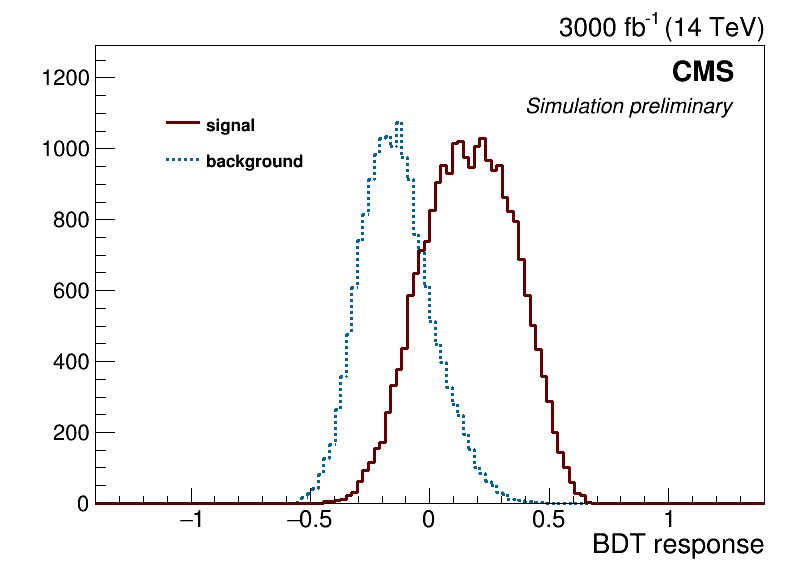 3000 fb⁻¹ (14 TeV)
CMS
Simulation preliminary
signal
background
1200
1000
800
600
400
200
0
−1 −0.5 0 0.5 1
BDT response